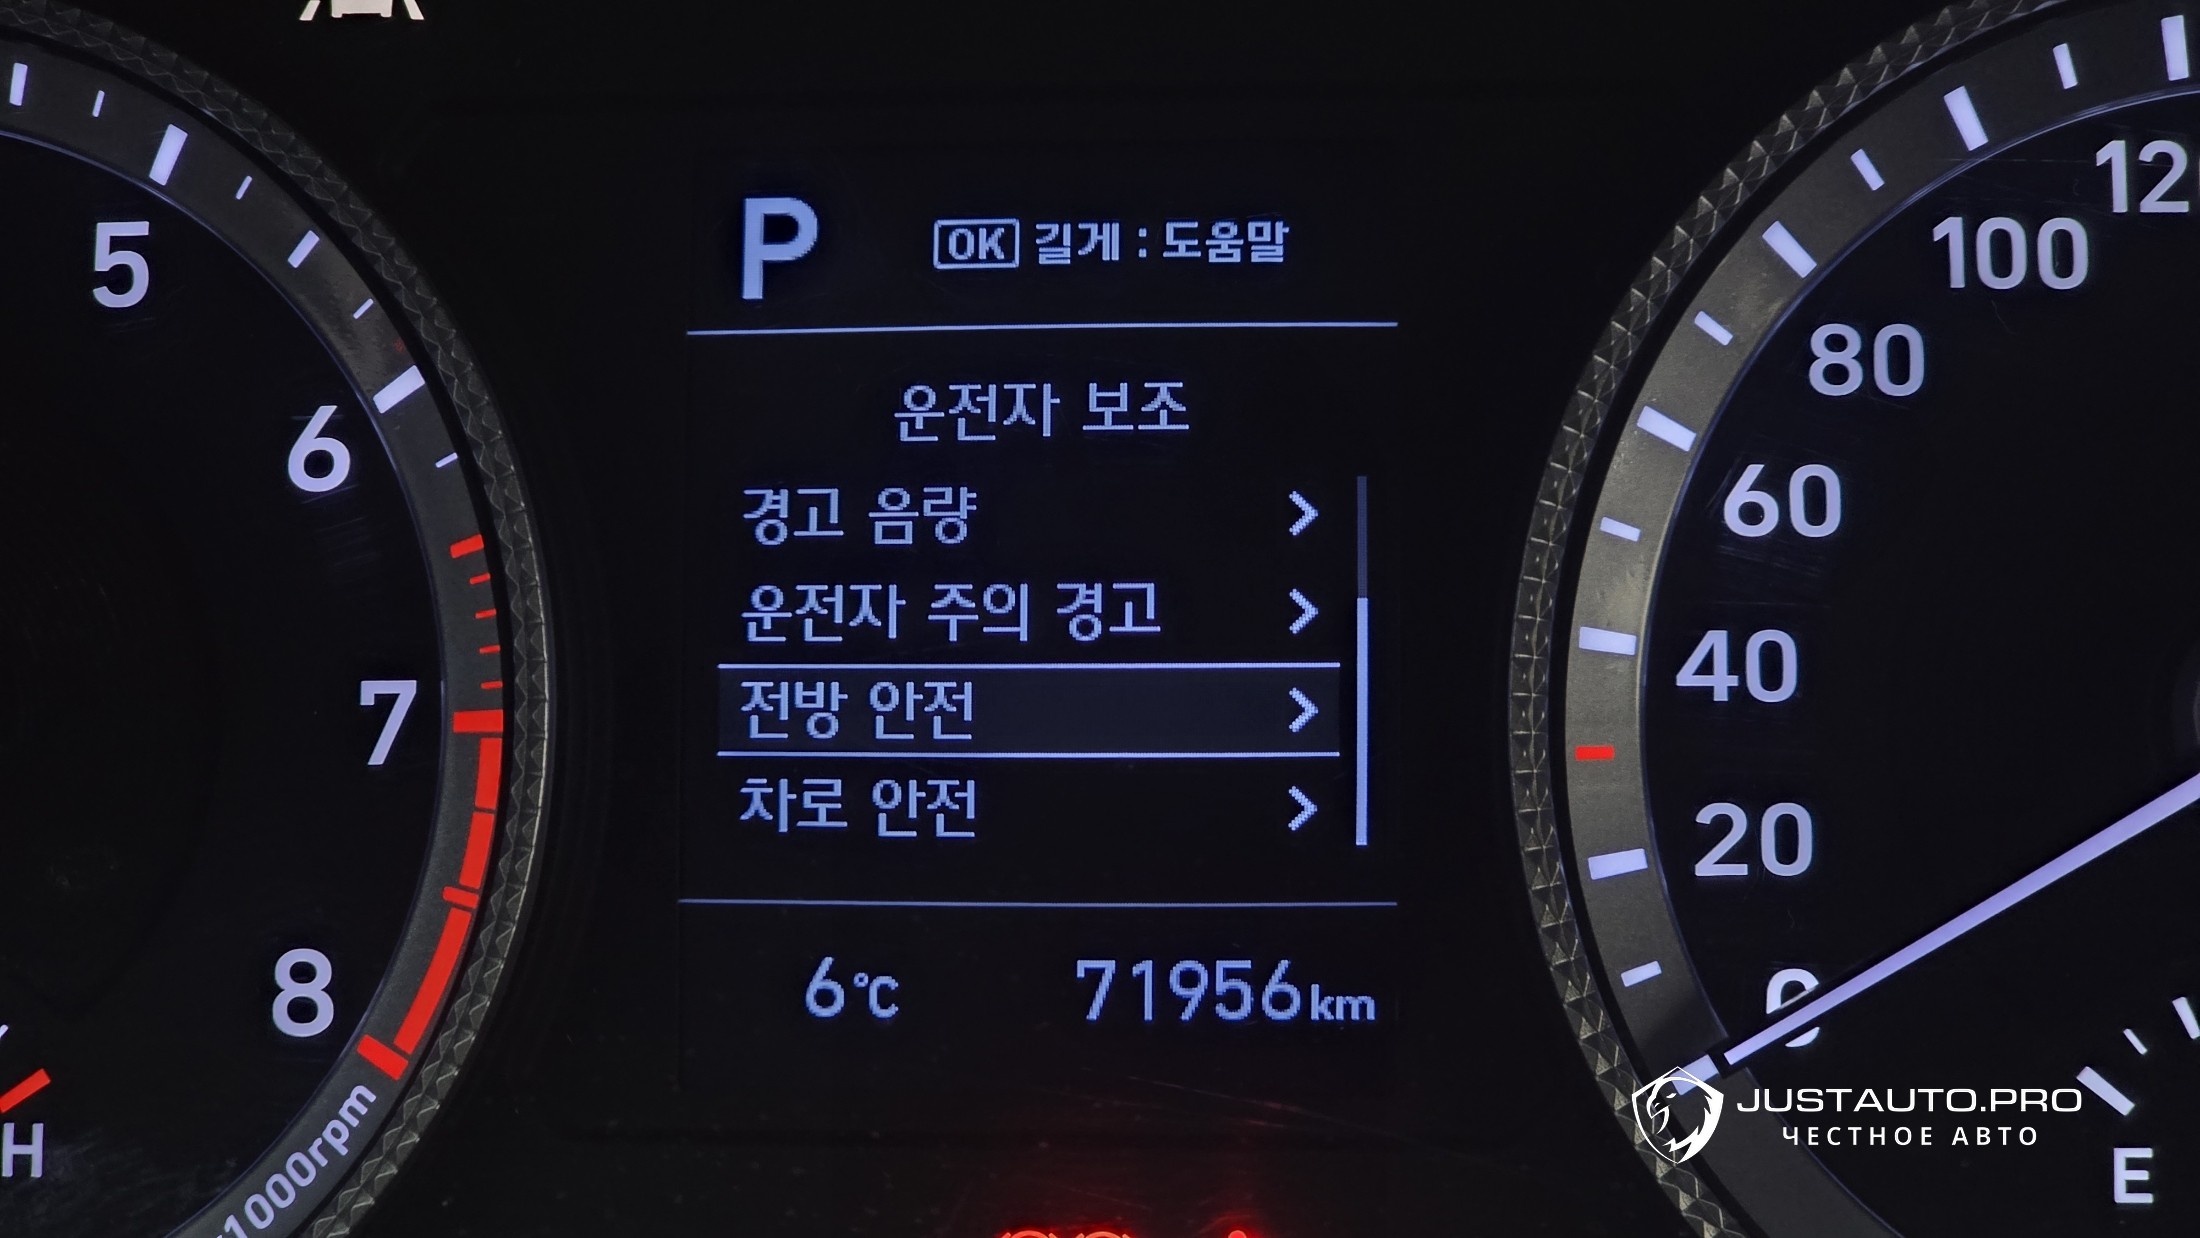 5
6
7
8
1000rpm
H
P
OK 길게 : 도움말
운전자 보조
경고 음량
운전자 주의 경고
전방 안전
차로 안전
6℃ 71956km
100
80
60
40
20
0
E
JUSTAUTO.PRO
ЧЕСТНОЕ АВТО